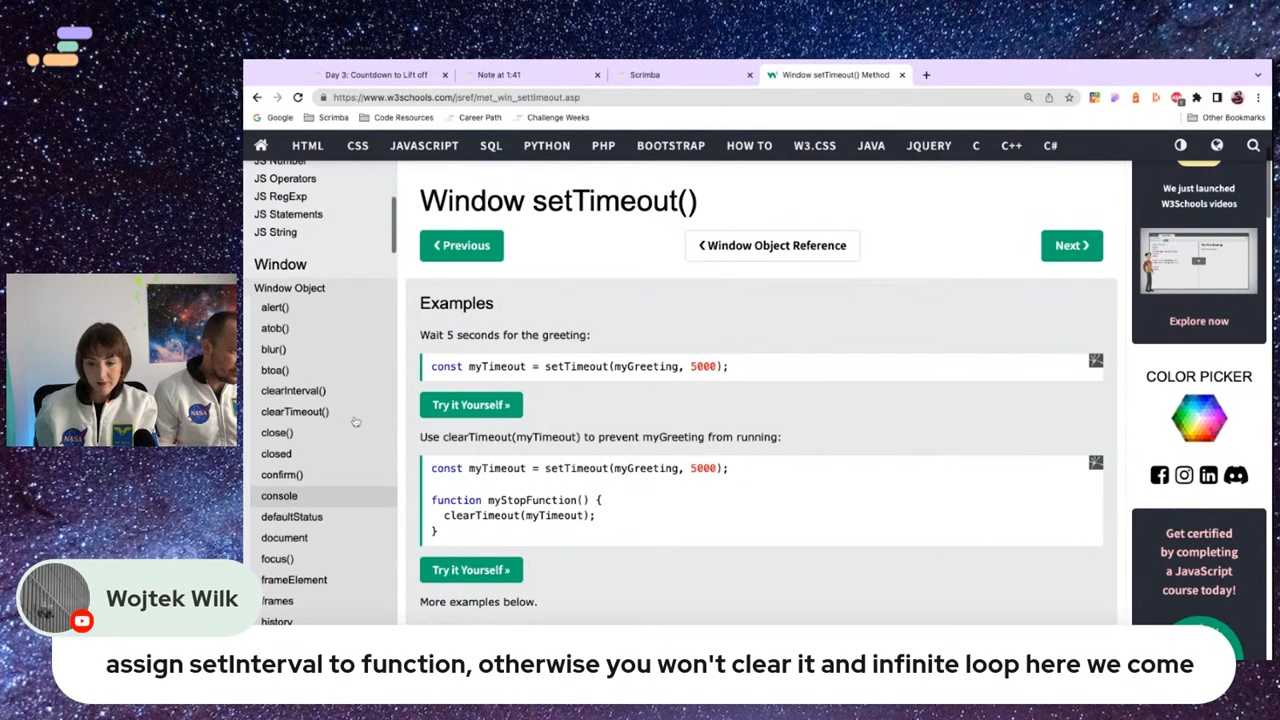 Day 3: Countdown to Lift off
Note at 1:41
Scrimba
Window setTimeout() Method
https://www.w3schools.com/jsref/met_win_settimeout.asp
Google
Scrimba
Code Resources
Career Path
Challenge Weeks
Other Bookmarks
HTML
CSS
JAVASCRIPT
SQL
PYTHON
PHP
BOOTSTRAP
HOW TO
W3.CSS
JAVA
JQUERY
C
C++
C#
JS Number
JS Operators
JS RegExp
JS Statements
JS String
Window
Window Object
alert()
atob()
blur()
btoa()
clearInterval()
clearTimeout()
close()
closed
confirm()
console
defaultStatus
document
focus()
frameElement
frames
history
Window setTimeout()
❮ Previous
❮ Window Object Reference
Next ❯
Examples
Wait 5 seconds for the greeting:
const myTimeout = setTimeout(myGreeting, 5000);
Try it Yourself »
Use clearTimeout(myTimeout) to prevent myGreeting from running:
const myTimeout = setTimeout(myGreeting, 5000);
function myStopFunction() {
clearTimeout(myTimeout);
}
Try it Yourself »
More examples below.
We just launched
W3Schools videos
Explore now
COLOR PICKER
Get certified
by completing
a JavaScript
course today!
NASA
NASA
Wojtek Wilk
assign setInterval to function, otherwise you won't clear it and infinite loop here we come